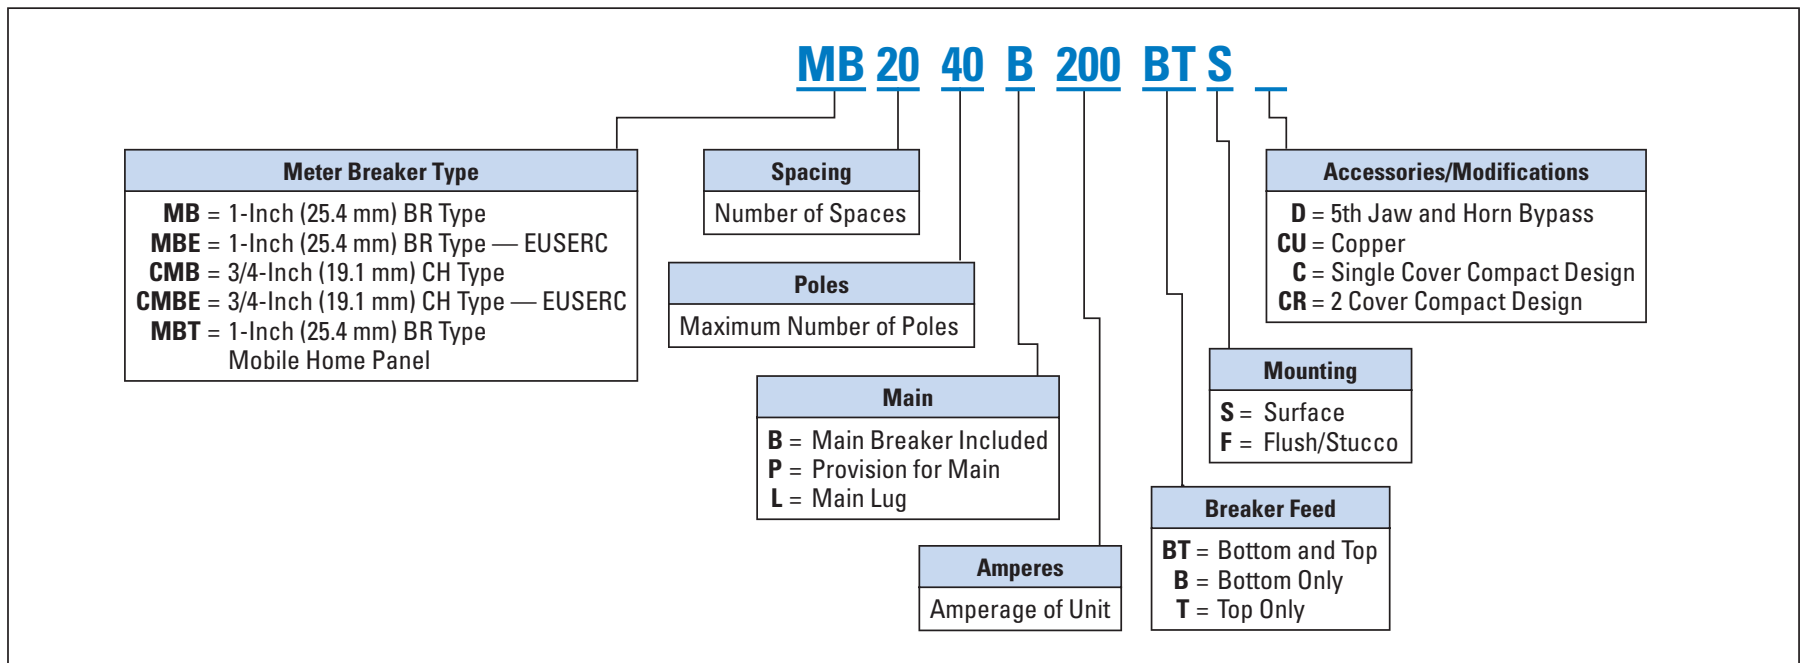 MB 20 40 B 200 BT S
Meter Breaker Type
MB = 1-Inch (25.4 mm) BR Type
MBE = 1-Inch (25.4 mm) BR Type — EUSERC
CMB = 3/4-Inch (19.1 mm) CH Type
CMBE = 3/4-Inch (19.1 mm) CH Type — EUSERC
MBT = 1-Inch (25.4 mm) BR Type
Mobile Home Panel
Spacing
Number of Spaces
Poles
Maximum Number of Poles
Main
B = Main Breaker Included
P = Provision for Main
L = Main Lug
Amperes
Amperage of Unit
Breaker Feed
BT = Bottom and Top
B = Bottom Only
T = Top Only
Mounting
S = Surface
F = Flush/Stucco
Accessories/Modifications
D = 5th Jaw and Horn Bypass
CU = Copper
C = Single Cover Compact Design
CR = 2 Cover Compact Design